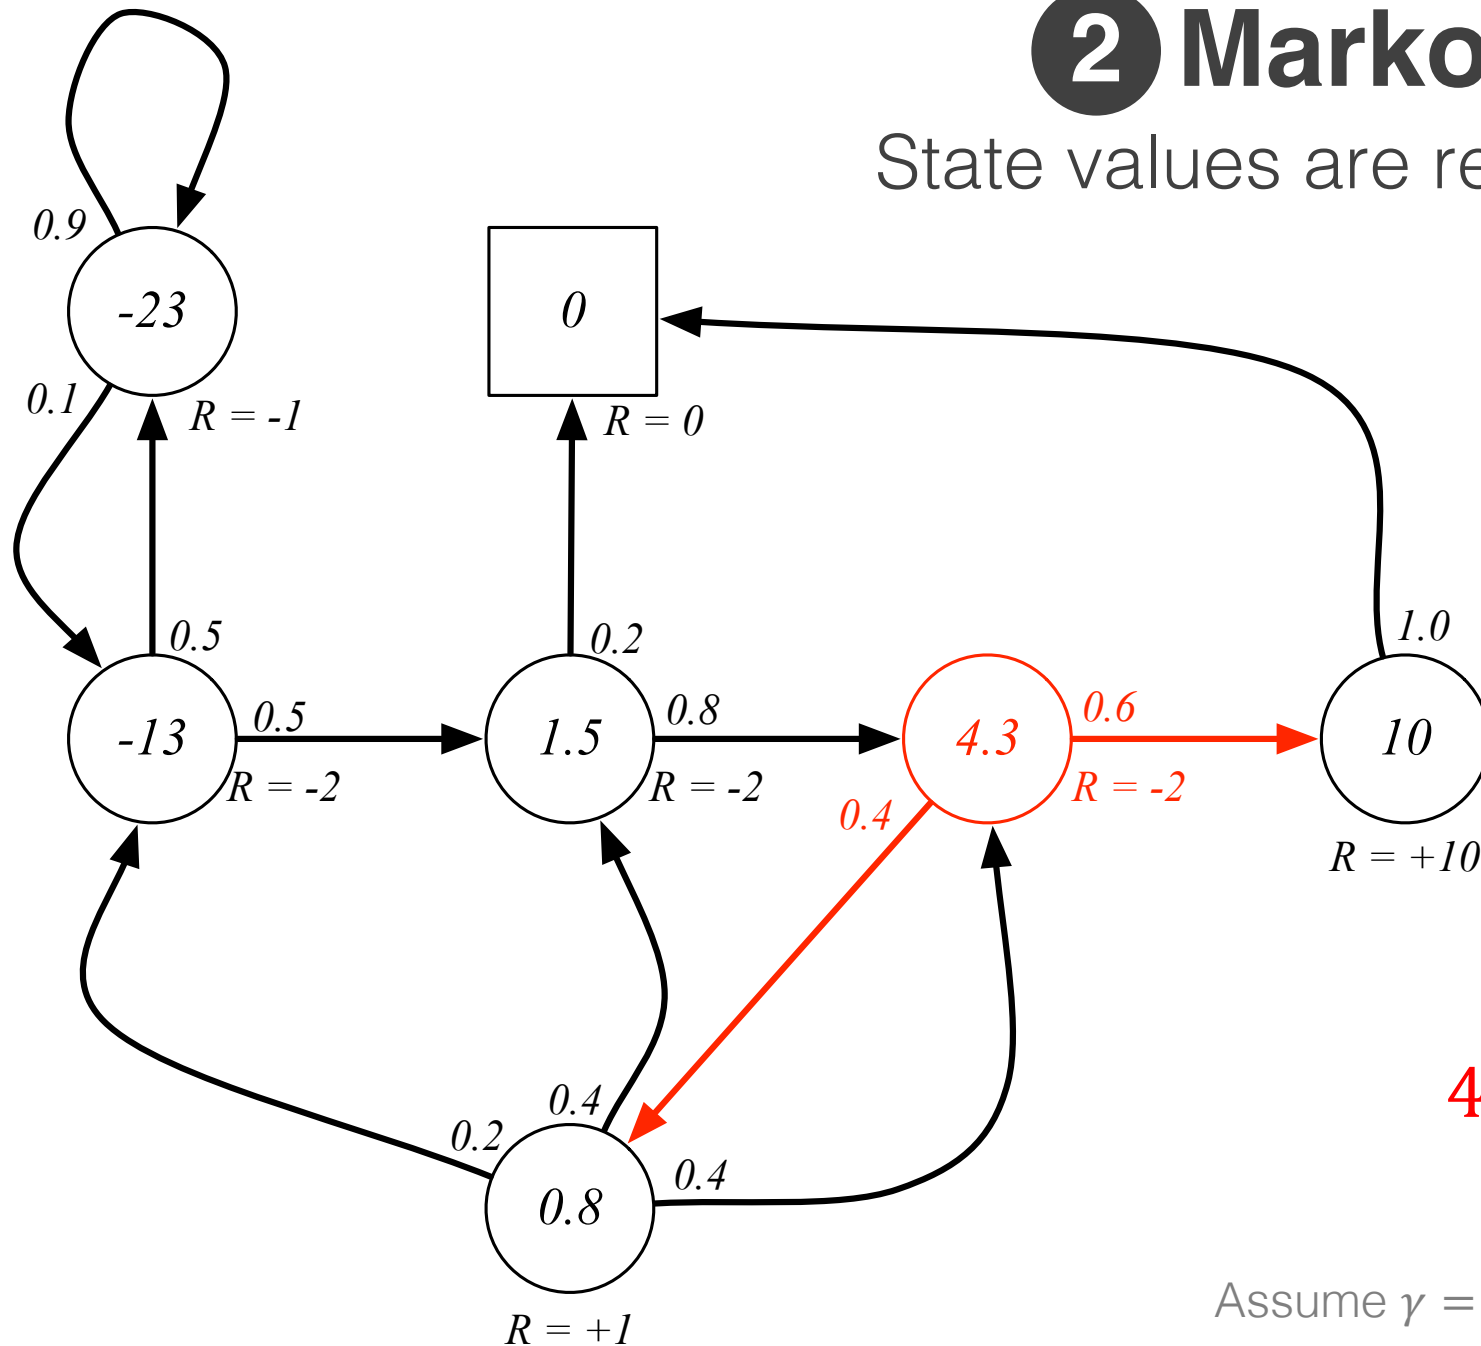 2 Marko
State values are re
0.9
-23
0
0.1
R = -1
R = 0
0.5
0.2
1.0
-13
0.5
1.5
0.8
4.3
0.6
10
R = -2
R = -2
R = -2
0.4
R = +10
4
0.4
0.2
0.4
0.8
Assume γ =
R = +1